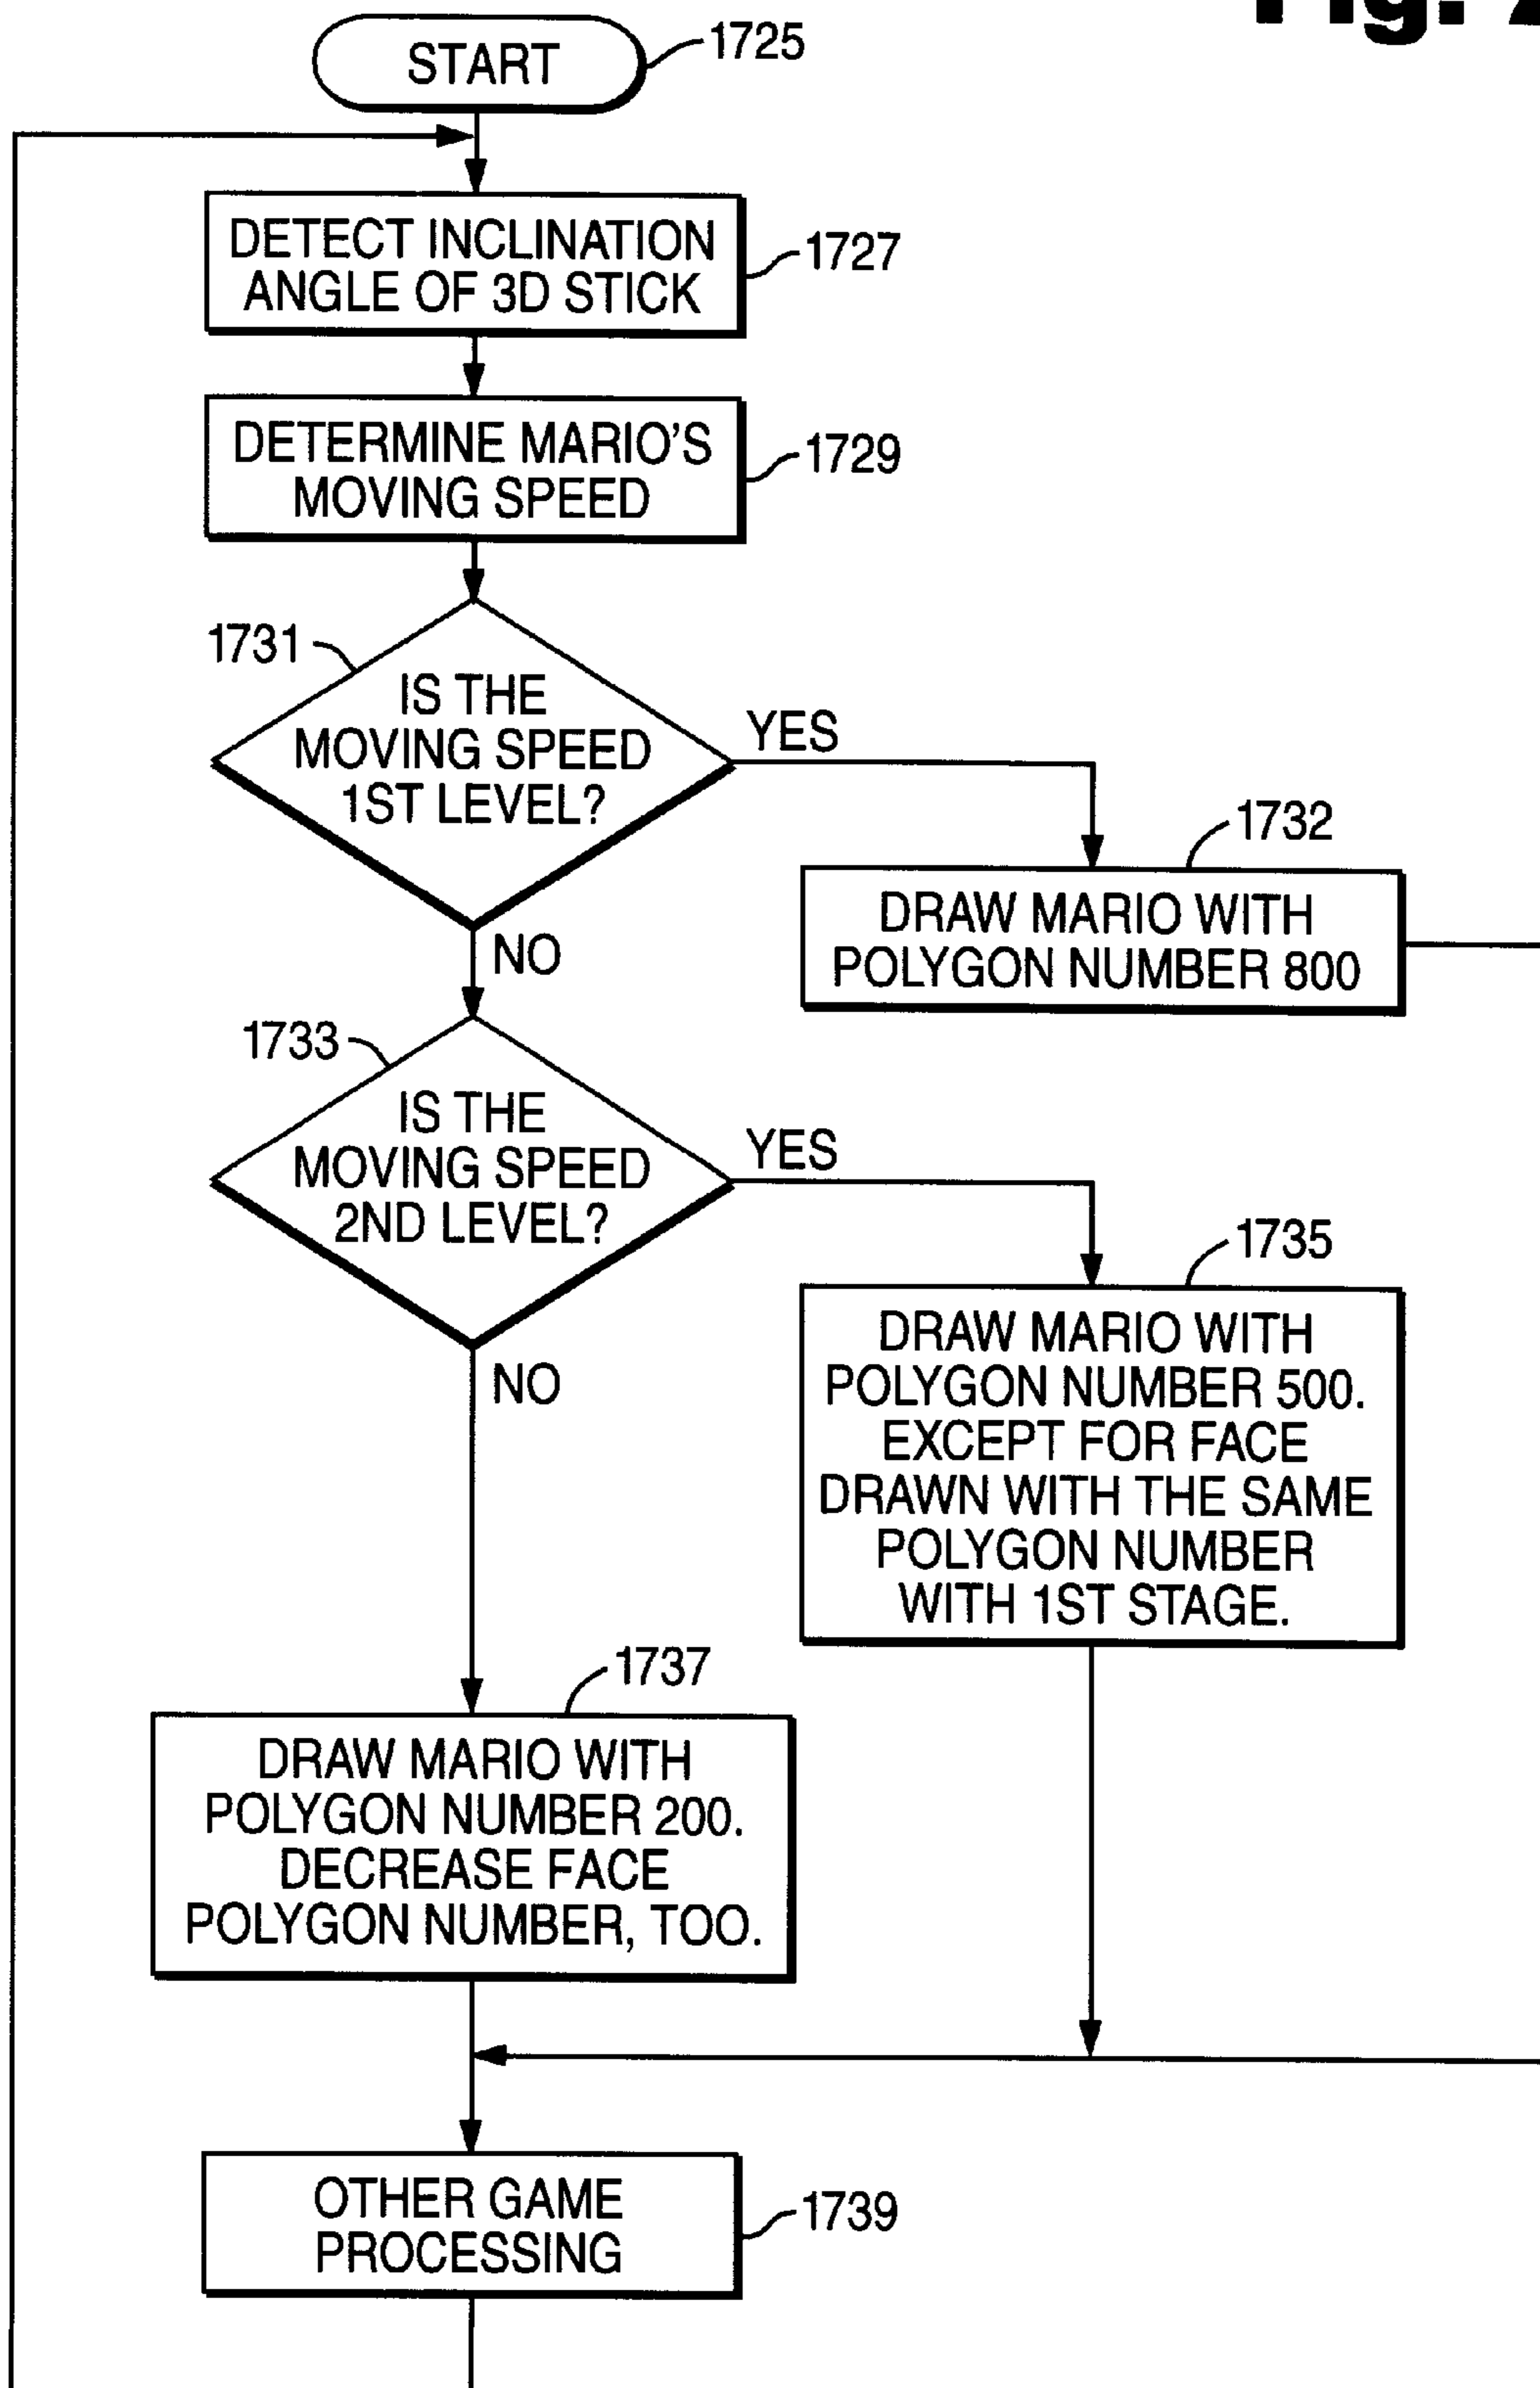 Fig. 2
START
1725
DETECT INCLINATION
ANGLE OF 3D STICK
1727
DETERMINE MARIO'S
MOVING SPEED
1729
1731
IS THE
MOVING SPEED
1ST LEVEL?
YES
NO
1732
DRAW MARIO WITH
POLYGON NUMBER 800
1733
IS THE
MOVING SPEED
2ND LEVEL?
YES
NO
1735
DRAW MARIO WITH
POLYGON NUMBER 500.
EXCEPT FOR FACE
DRAWN WITH THE SAME
POLYGON NUMBER
WITH 1ST STAGE.
1737
DRAW MARIO WITH
POLYGON NUMBER 200.
DECREASE FACE
POLYGON NUMBER, TOO.
OTHER GAME
PROCESSING
1739